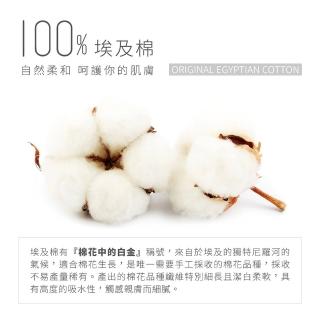 100% 埃及棉
自然柔和 呵護你的肌膚
ORIGINAL EGYPTIAN COTTON
埃及棉有『棉花中的白金』稱號，來自於埃及的獨特尼羅河的
氣候，適合棉花生長，是唯一需要手工採收的棉花品種，採收
不易產量稀有。產出的棉花品種纖維特別細長且潔白柔軟，具
有高度的吸水性，觸感親膚而細膩。